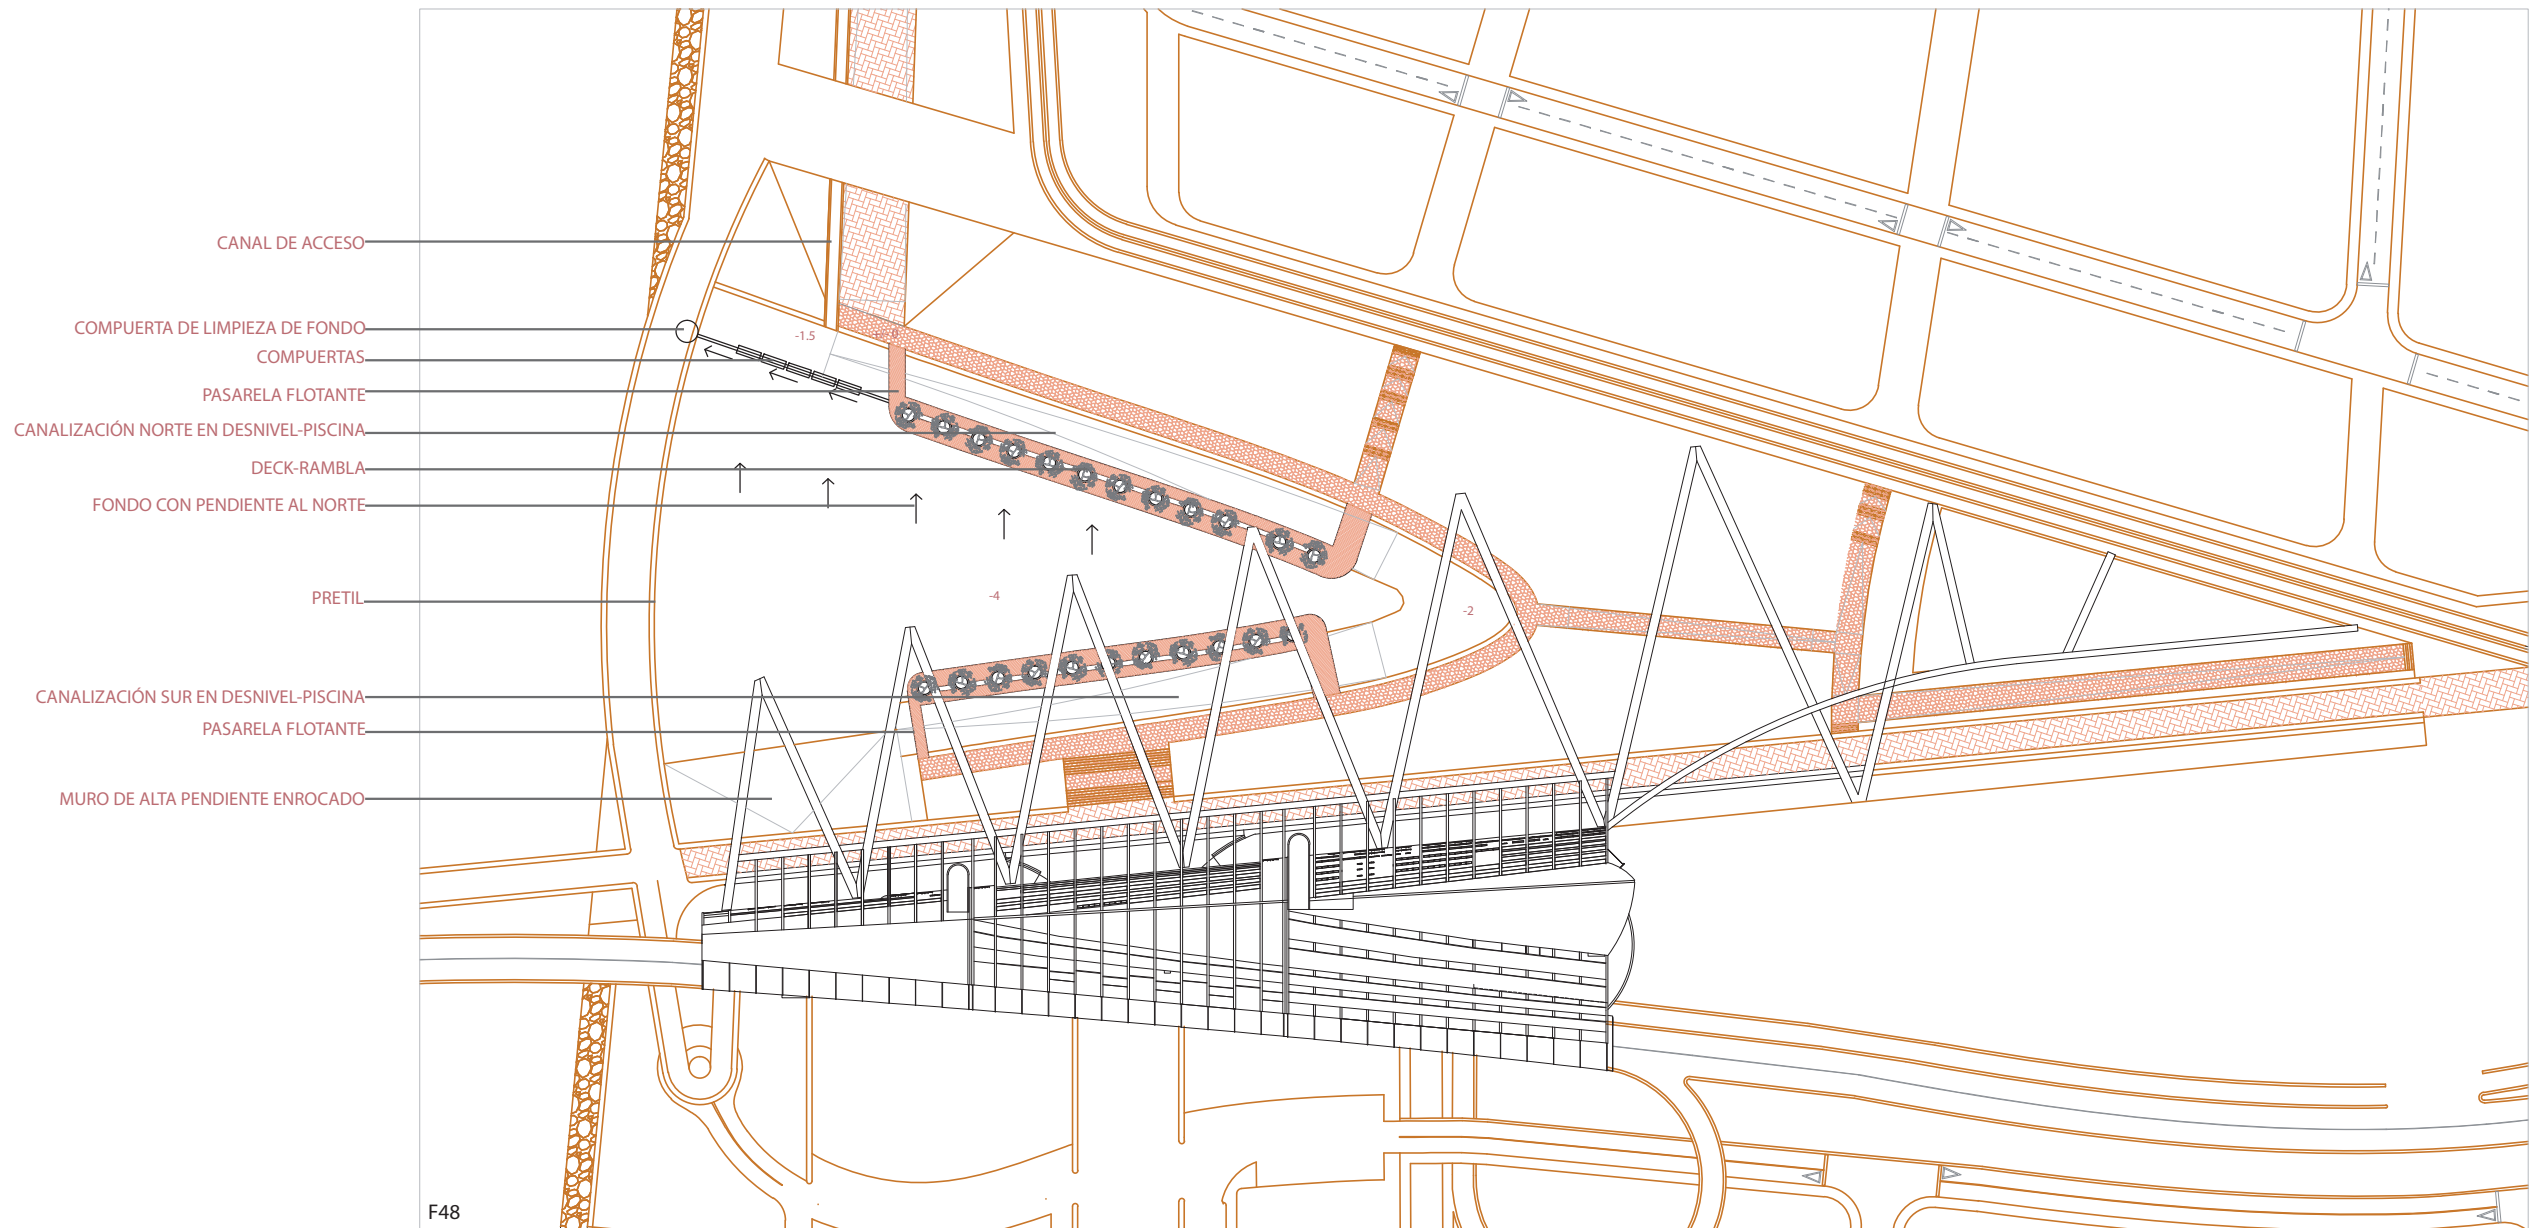 CANAL DE ACCESO
COMPUERTA DE LIMPIEZA DE FONDO
COMPUERTAS
PASARELA FLOTANTE
CANALIZACIÓN NORTE EN DESNIVEL-PISCINA
DECK-RAMBLA
FONDO CON PENDIENTE AL NORTE
PRETIL
CANALIZACIÓN SUR EN DESNIVEL-PISCINA
PASARELA FLOTANTE
MURO DE ALTA PENDIENTE ENROCADO
-1.5
-4
-2
F48